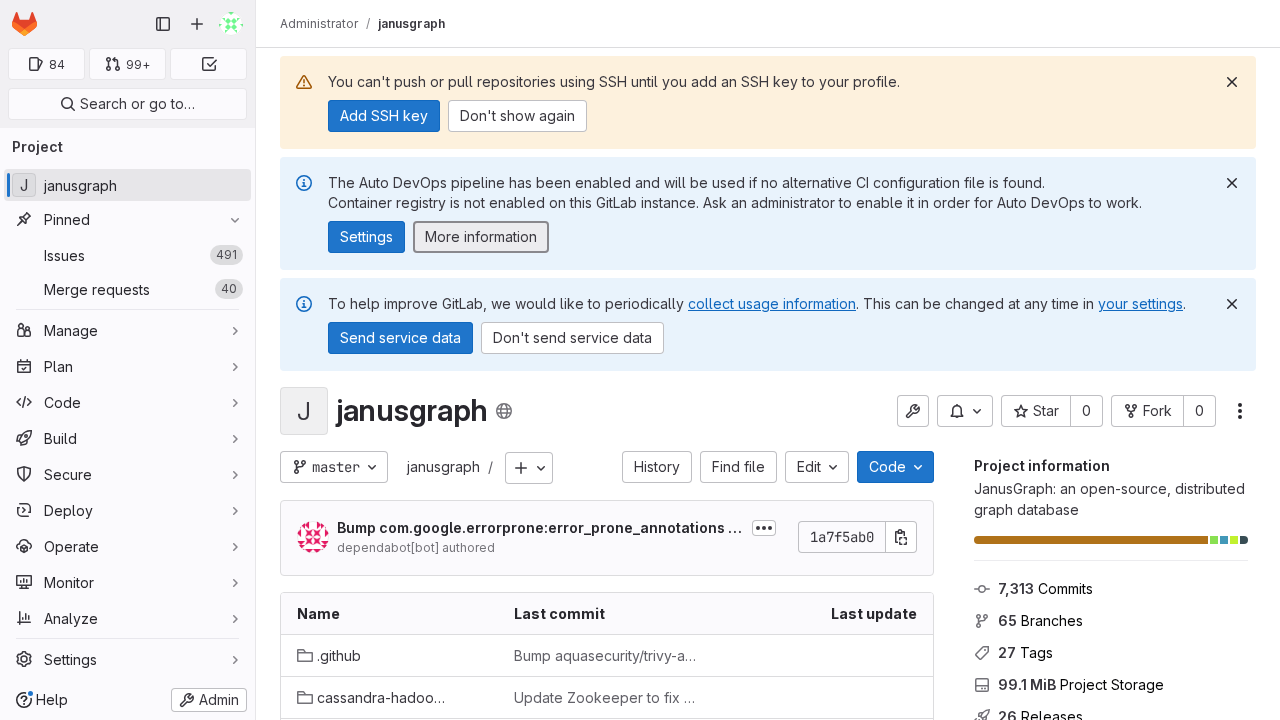 Administrator / janusgraph
84
99+
Search or go to…
Project
J janusgraph
Pinned
Issues 491
Merge requests 40
Manage
Plan
Code
Build
Secure
Deploy
Operate
Monitor
Analyze
Settings
Help
Admin
You can't push or pull repositories using SSH until you add an SSH key to your profile.
Add SSH key Don't show again
The Auto DevOps pipeline has been enabled and will be used if no alternative CI configuration file is found.
Container registry is not enabled on this GitLab instance. Ask an administrator to enable it in order for Auto DevOps to work.
Settings More information
To help improve GitLab, we would like to periodically collect usage information. This can be changed at any time in your settings.
Send service data Don't send service data
J janusgraph
Star 0 Fork 0
master janusgraph / History Find file Edit Code
Bump com.google.errorprone:error_prone_annotations …
dependabot[bot] authored
1a7f5ab0
Name Last commit Last update
.github Bump aquasecurity/trivy-a…
cassandra-hadoo… Update Zookeeper to fix …
Project information
JanusGraph: an open-source, distributed
graph database
7,313 Commits
65 Branches
27 Tags
99.1 MiB Project Storage
26 Releases